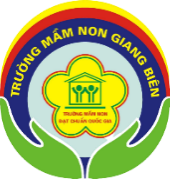 TRƯỜNG MẦM NON GIANG BIÊN
TRƯỜNG MẦM NON
ĐẠT CHUẨN QUỐC GIA